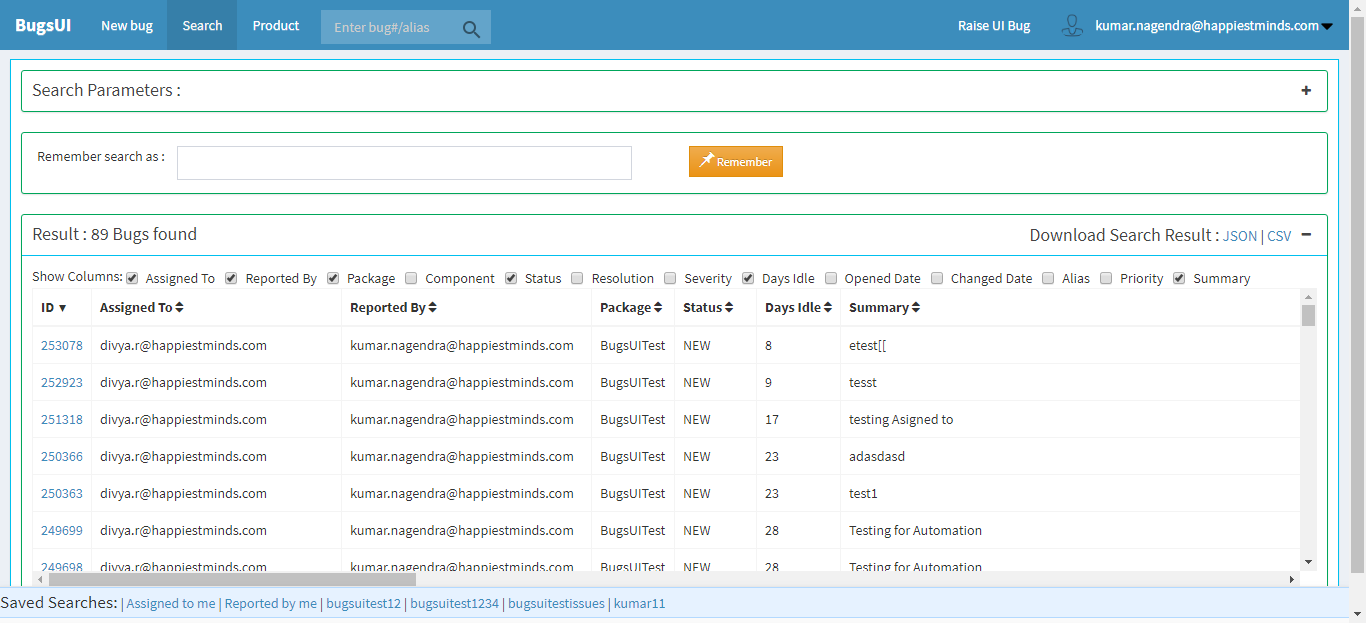 BugsUI New bug Search Product Enter bug#/alias Raise UI Bug kumar.nagendra@happiestminds.com
Search Parameters :
Remember search as : Remember
Result : 89 Bugs found Download Search Result : JSON | CSV
Show Columns: Assigned To Reported By Package Component Status Resolution Severity Days Idle Opened Date Changed Date Alias Priority Summary
ID Assigned To Reported By Package Status Days Idle Summary
253078 divya.r@happiestminds.com kumar.nagendra@happiestminds.com BugsUITest NEW 8 etest[[
252923 divya.r@happiestminds.com kumar.nagendra@happiestminds.com BugsUITest NEW 9 tesst
251318 divya.r@happiestminds.com kumar.nagendra@happiestminds.com BugsUITest NEW 17 testing Asigned to
250366 divya.r@happiestminds.com kumar.nagendra@happiestminds.com BugsUITest NEW 23 adasdasd
250363 divya.r@happiestminds.com kumar.nagendra@happiestminds.com BugsUITest NEW 23 test1
249699 divya.r@happiestminds.com kumar.nagendra@happiestminds.com BugsUITest NEW 28 Testing for Automation
249698 divya.r@happiestminds.com kumar.nagendra@happiestminds.com BugsUITest NEW 28 Testing for Automation
Saved Searches: | Assigned to me | Reported by me | bugsuitest12 | bugsuitest1234 | bugsuitestissues | kumar11